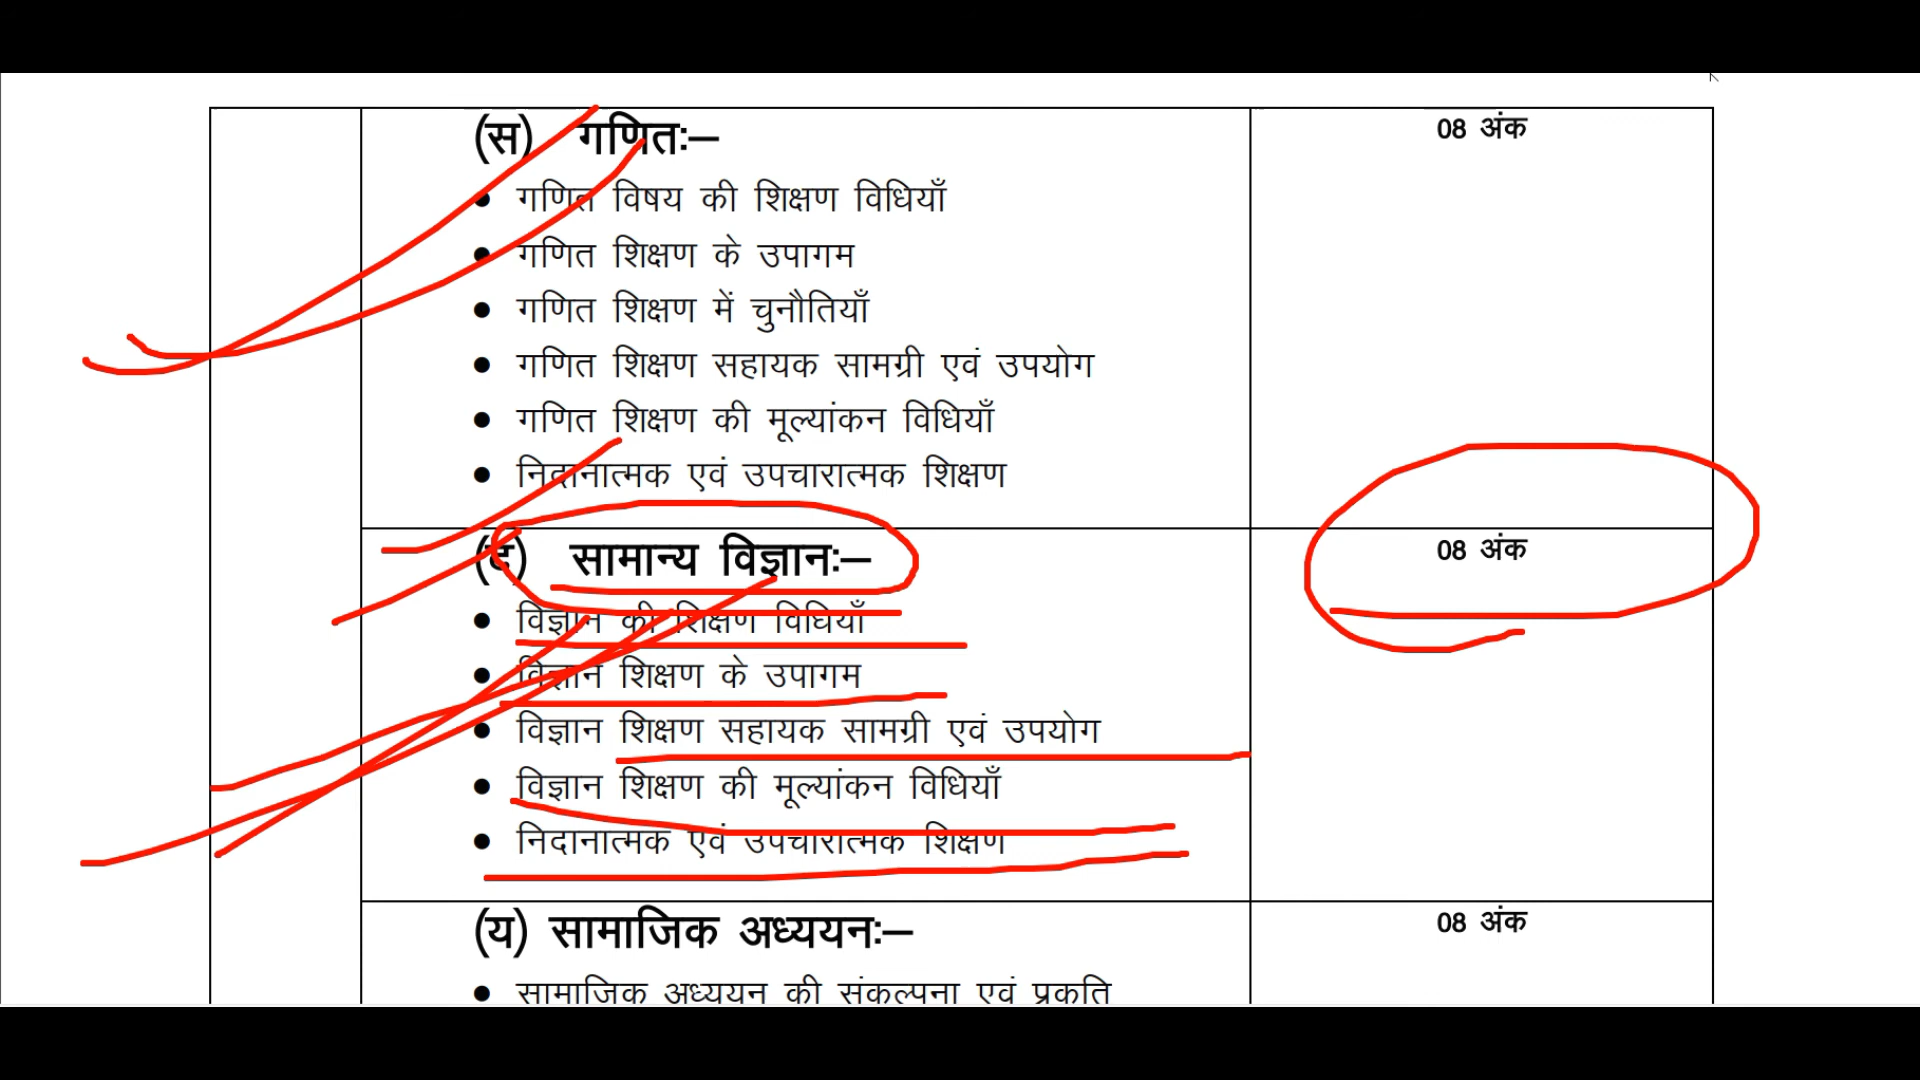 (स) गणितः— 08 अंक
● गणित विषय की शिक्षण विधियाँ
● गणित शिक्षण के उपागम
● गणित शिक्षण में चुनौतियाँ
● गणित शिक्षण सहायक सामग्री एवं उपयोग
● गणित शिक्षण की मूल्यांकन विधियाँ
● निदानात्मक एवं उपचारात्मक शिक्षण
(द) सामान्य विज्ञानः— 08 अंक
● विज्ञान की शिक्षण विधियाँ
● विज्ञान शिक्षण के उपागम
● विज्ञान शिक्षण सहायक सामग्री एवं उपयोग
● विज्ञान शिक्षण की मूल्यांकन विधियाँ
● निदानात्मक एवं उपचारात्मक शिक्षण
(य) सामाजिक अध्ययनः— 08 अंक
● सामाजिक अध्ययन की संकल्पना एवं प्रकृति